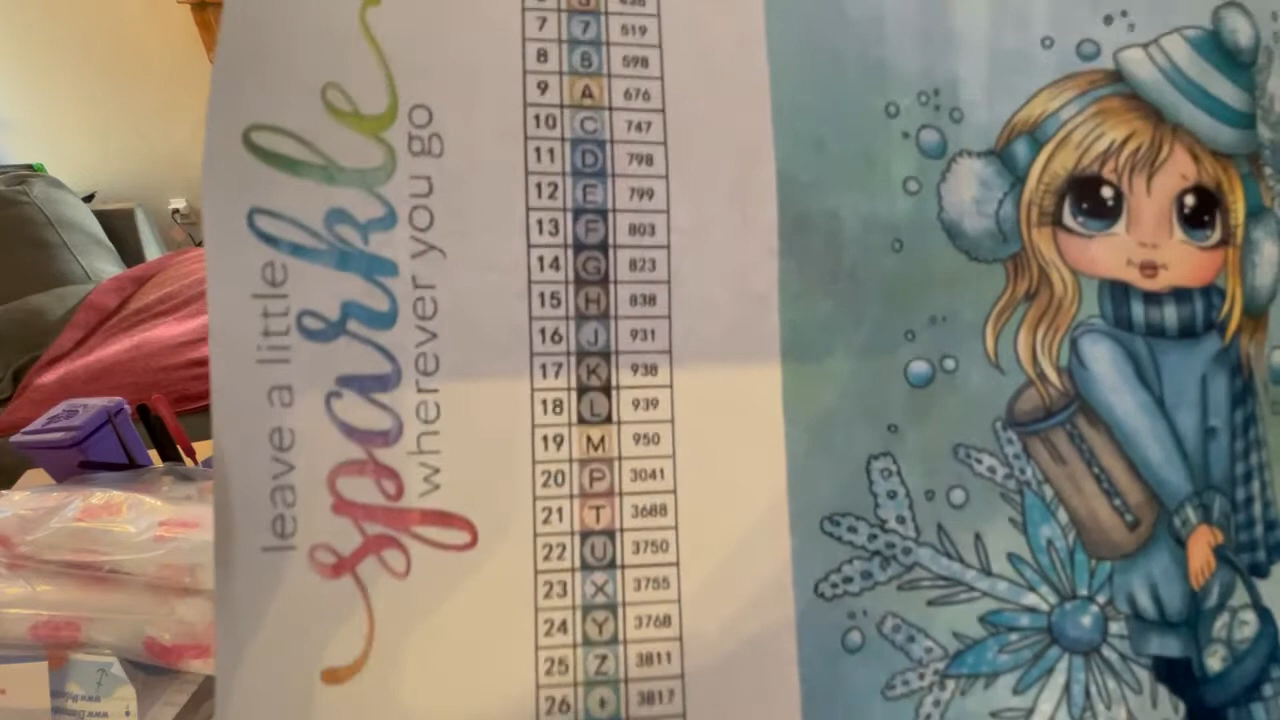 leave a little
sparkle
wherever you go
7 7 519
8 8 598
9 A 676
10 C 747
11 D 798
12 E 799
13 F 803
14 G 823
15 H 838
16 J 931
17 K 938
18 L 939
19 M 950
20 P 3041
21 T 3688
22 U 3750
23 X 3755
24 Y 3768
25 Z 3811
26 3817